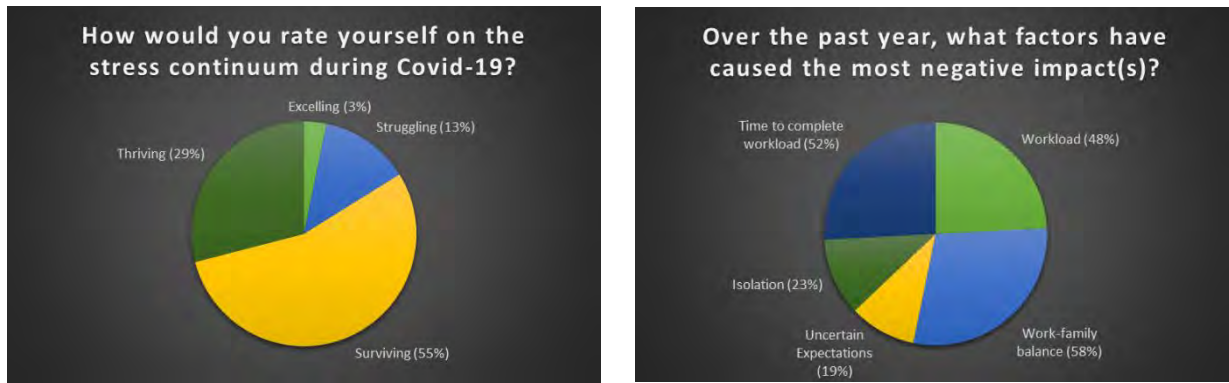 How would you rate yourself on the
stress continuum during Covid-19?
Excelling (3%)
Struggling (13%)
Thriving (29%)
Surviving (55%)
Over the past year, what factors have
caused the most negative impact(s)?
Time to complete
workload (52%)
Workload (48%)
Isolation (23%)
Uncertain
Expectations
(19%)
Work-family
balance (58%)